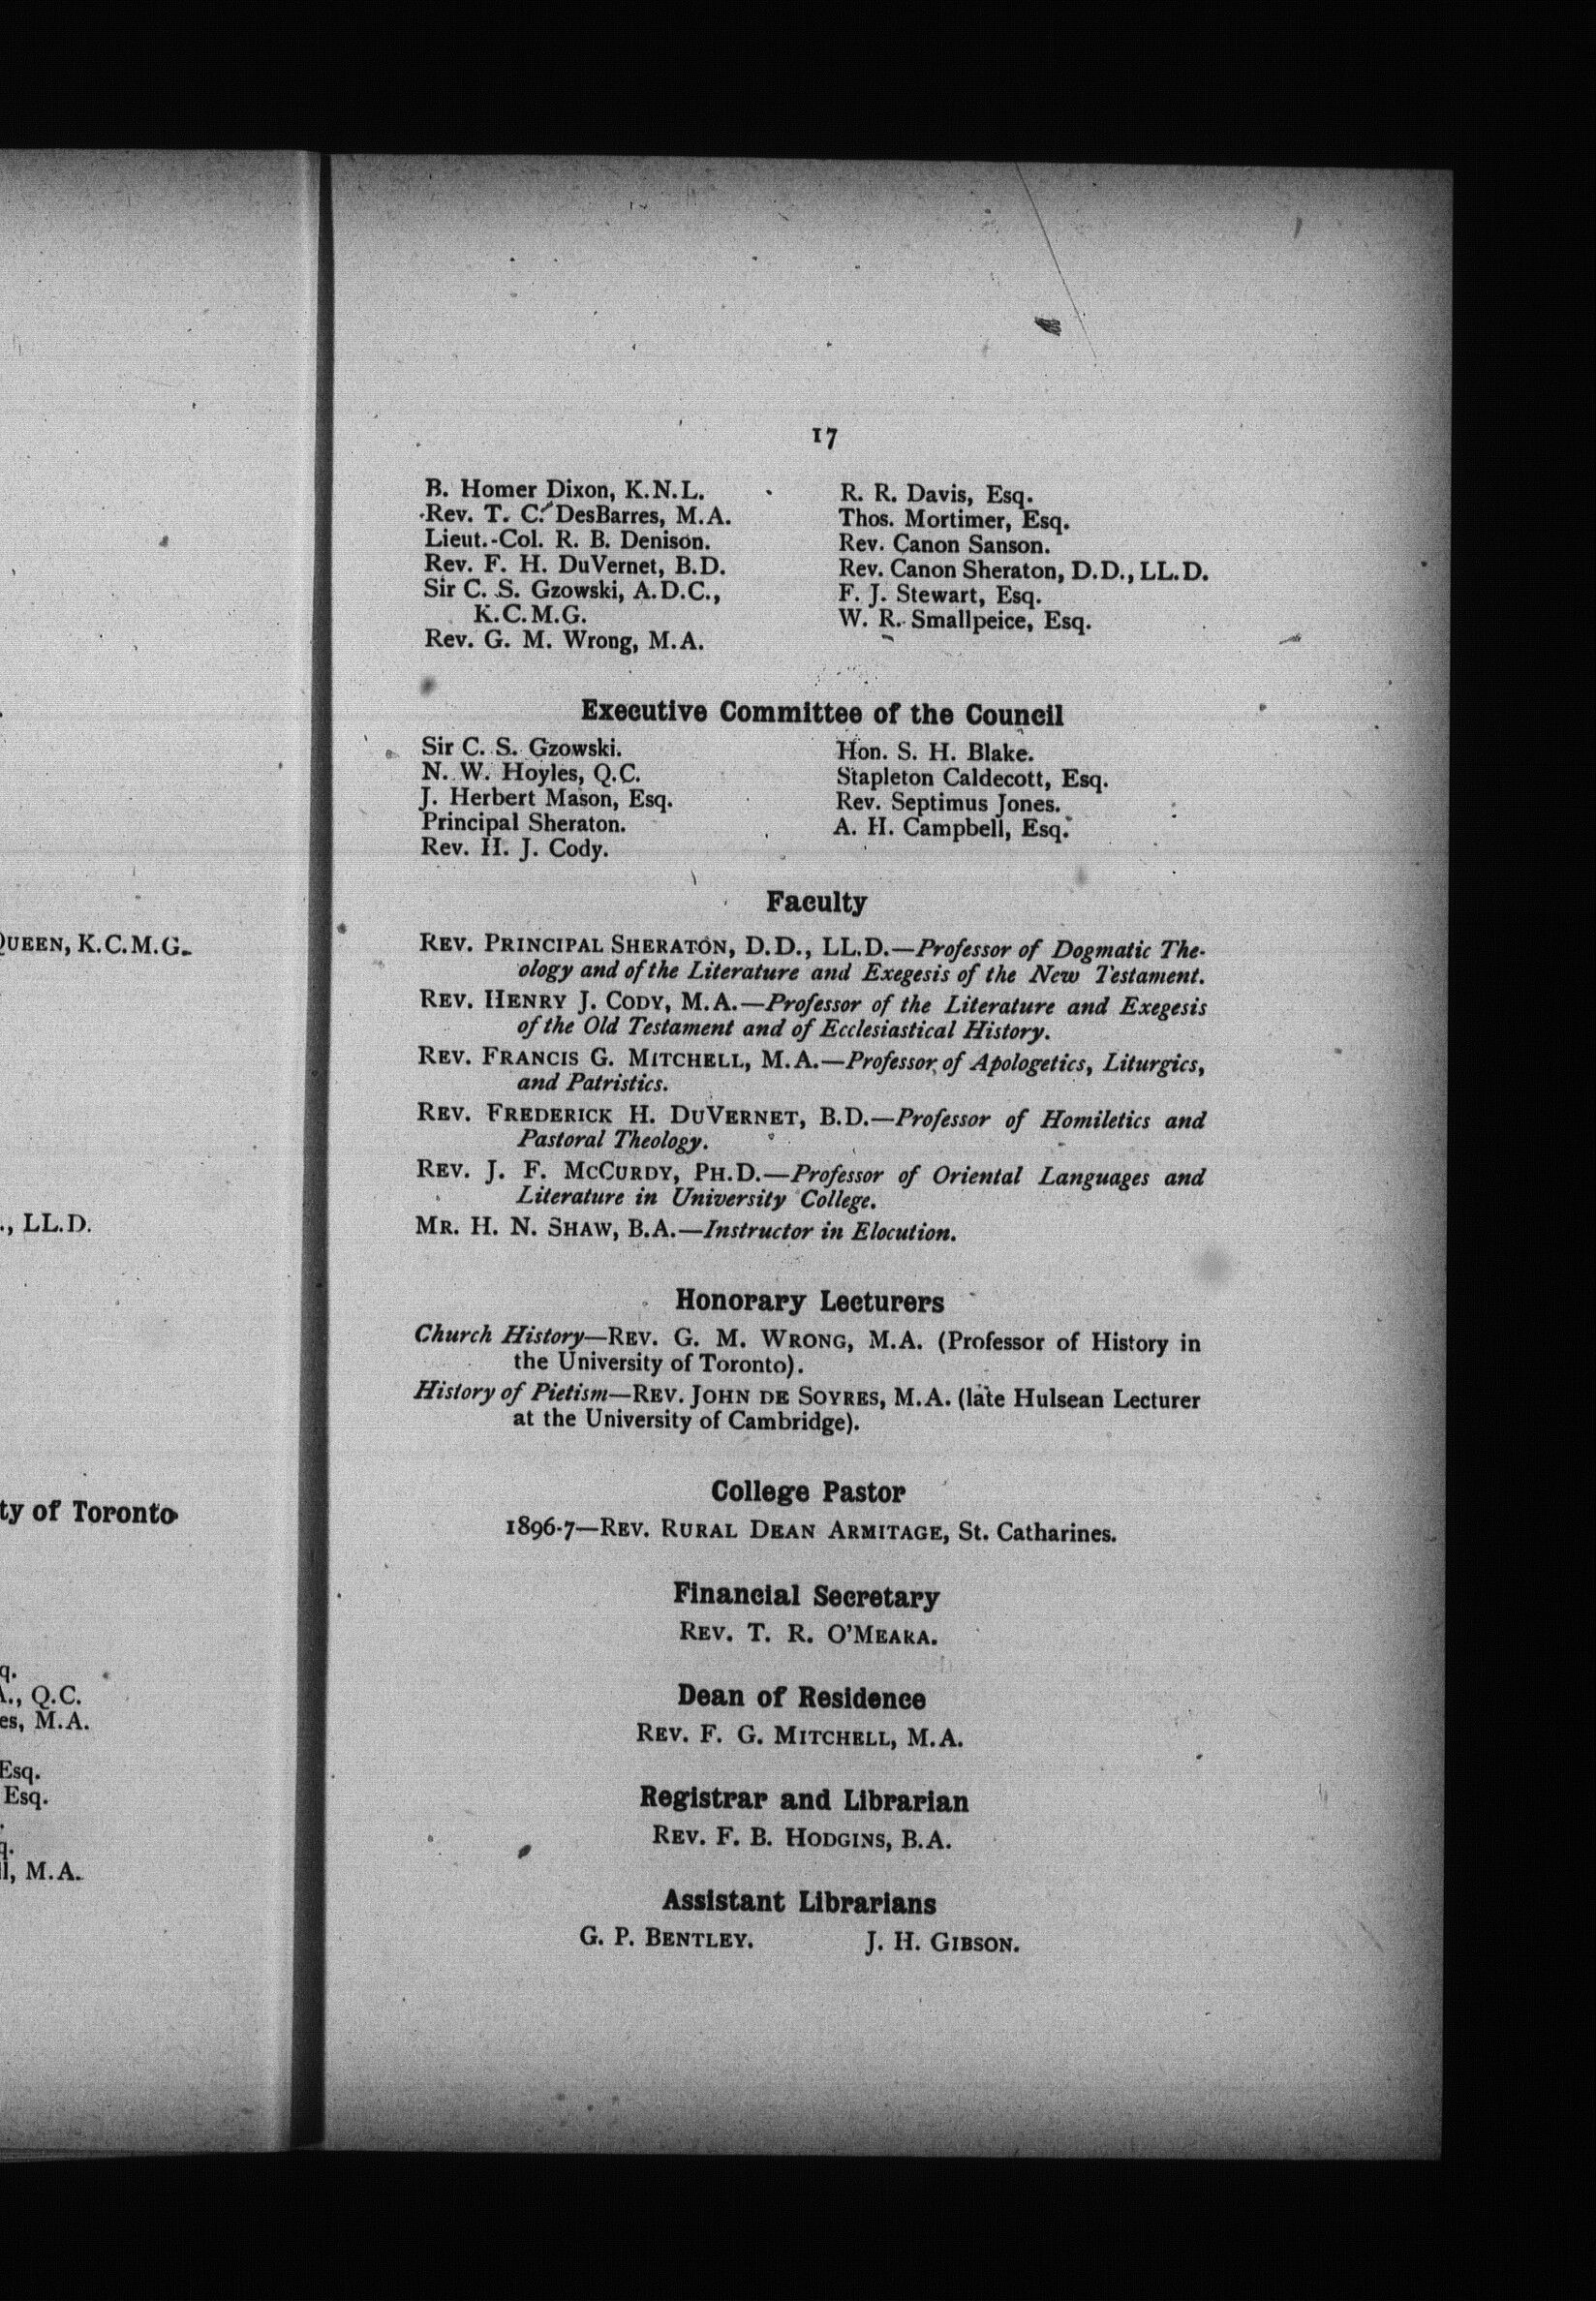 QUEEN, K.C.M.G.
., LL.D.
ty of Toronto
q.
A., Q.C.
es, M.A.
Esq.
Esq.
q.
ll, M.A.
17
B. Homer Dixon, K.N.L.
Rev. T. C. DesBarres, M.A.
Lieut.-Col. R. B. Denison.
Rev. F. H. DuVernet, B.D.
Sir C. S. Gzowski, A.D.C.,
K.C.M.G.
Rev. G. M. Wrong, M.A.
R. R. Davis, Esq.
Thos. Mortimer, Esq.
Rev. Canon Sanson.
Rev. Canon Sheraton, D.D., LL.D.
F. J. Stewart, Esq.
W. R. Smallpeice, Esq.
Executive Committee of the Council
Sir C. S. Gzowski.
N. W. Hoyles, Q.C.
J. Herbert Mason, Esq.
Principal Sheraton.
Rev. H. J. Cody.
Hon. S. H. Blake.
Stapleton Caldecott, Esq.
Rev. Septimus Jones.
A. H. Campbell, Esq.
Faculty
REV. PRINCIPAL SHERATON, D.D., LL.D.—Professor of Dogmatic The-
ology and of the Literature and Exegesis of the New Testament.
REV. HENRY J. CODY, M.A.—Professor of the Literature and Exegesis
of the Old Testament and of Ecclesiastical History.
REV. FRANCIS G. MITCHELL, M.A.—Professor of Apologetics, Liturgics,
and Patristics.
REV. FREDERICK H. DUVERNET, B.D.—Professor of Homiletics and
Pastoral Theology.
REV. J. F. MCCURDY, PH.D.—Professor of Oriental Languages and
Literature in University College.
MR. H. N. SHAW, B.A.—Instructor in Elocution.
Honorary Lecturers
Church History—REV. G. M. WRONG, M.A. (Professor of History in
the University of Toronto).
History of Pietism—REV. JOHN DE SOYRES, M.A. (late Hulsean Lecturer
at the University of Cambridge).
College Pastor
1896-7—REV. RURAL DEAN ARMITAGE, St. Catharines.
Financial Secretary
REV. T. R. O'MEARA.
Dean of Residence
REV. F. G. MITCHELL, M.A.
Registrar and Librarian
REV. F. B. HODGINS, B.A.
Assistant Librarians
G. P. BENTLEY. J. H. GIBSON.